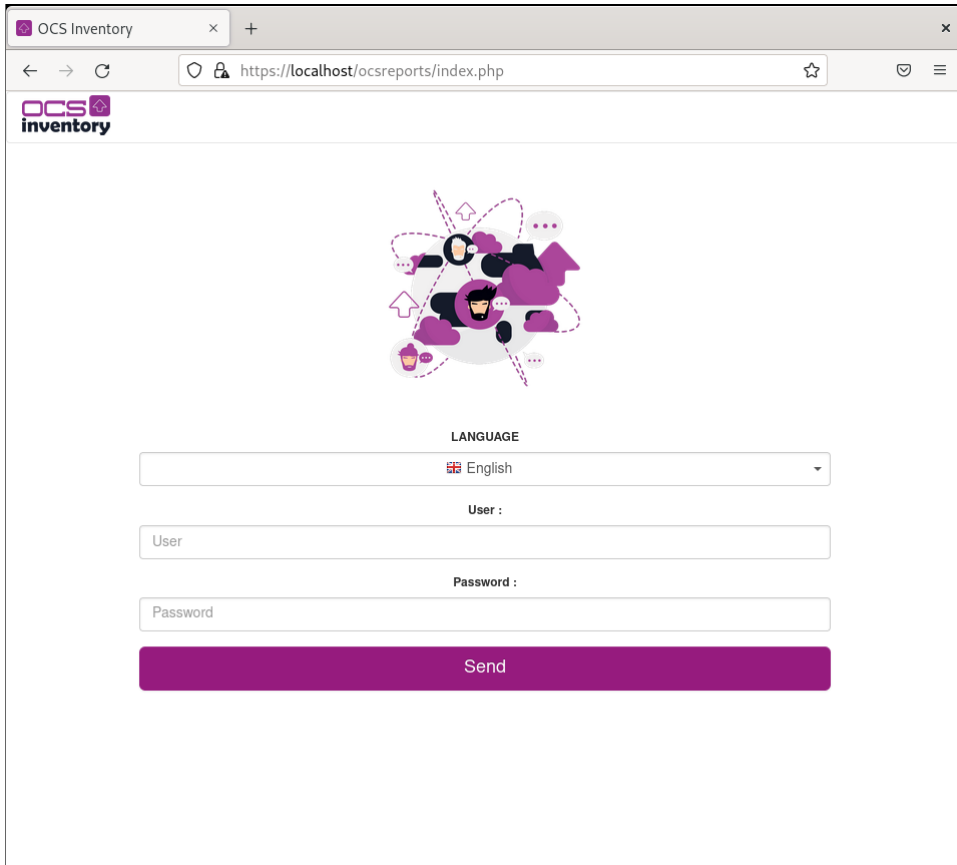 OCS Inventory
https://localhost/ocsreports/index.php
OCS
inventory
LANGUAGE
English
User :
User
Password :
Password
Send